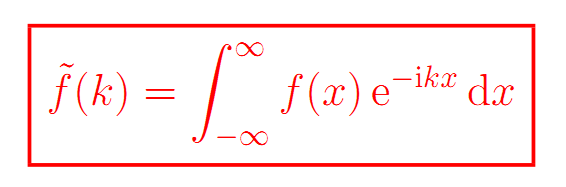 f̃(k) = ∫_{−∞}^{∞} f(x) e^{−ikx} dx